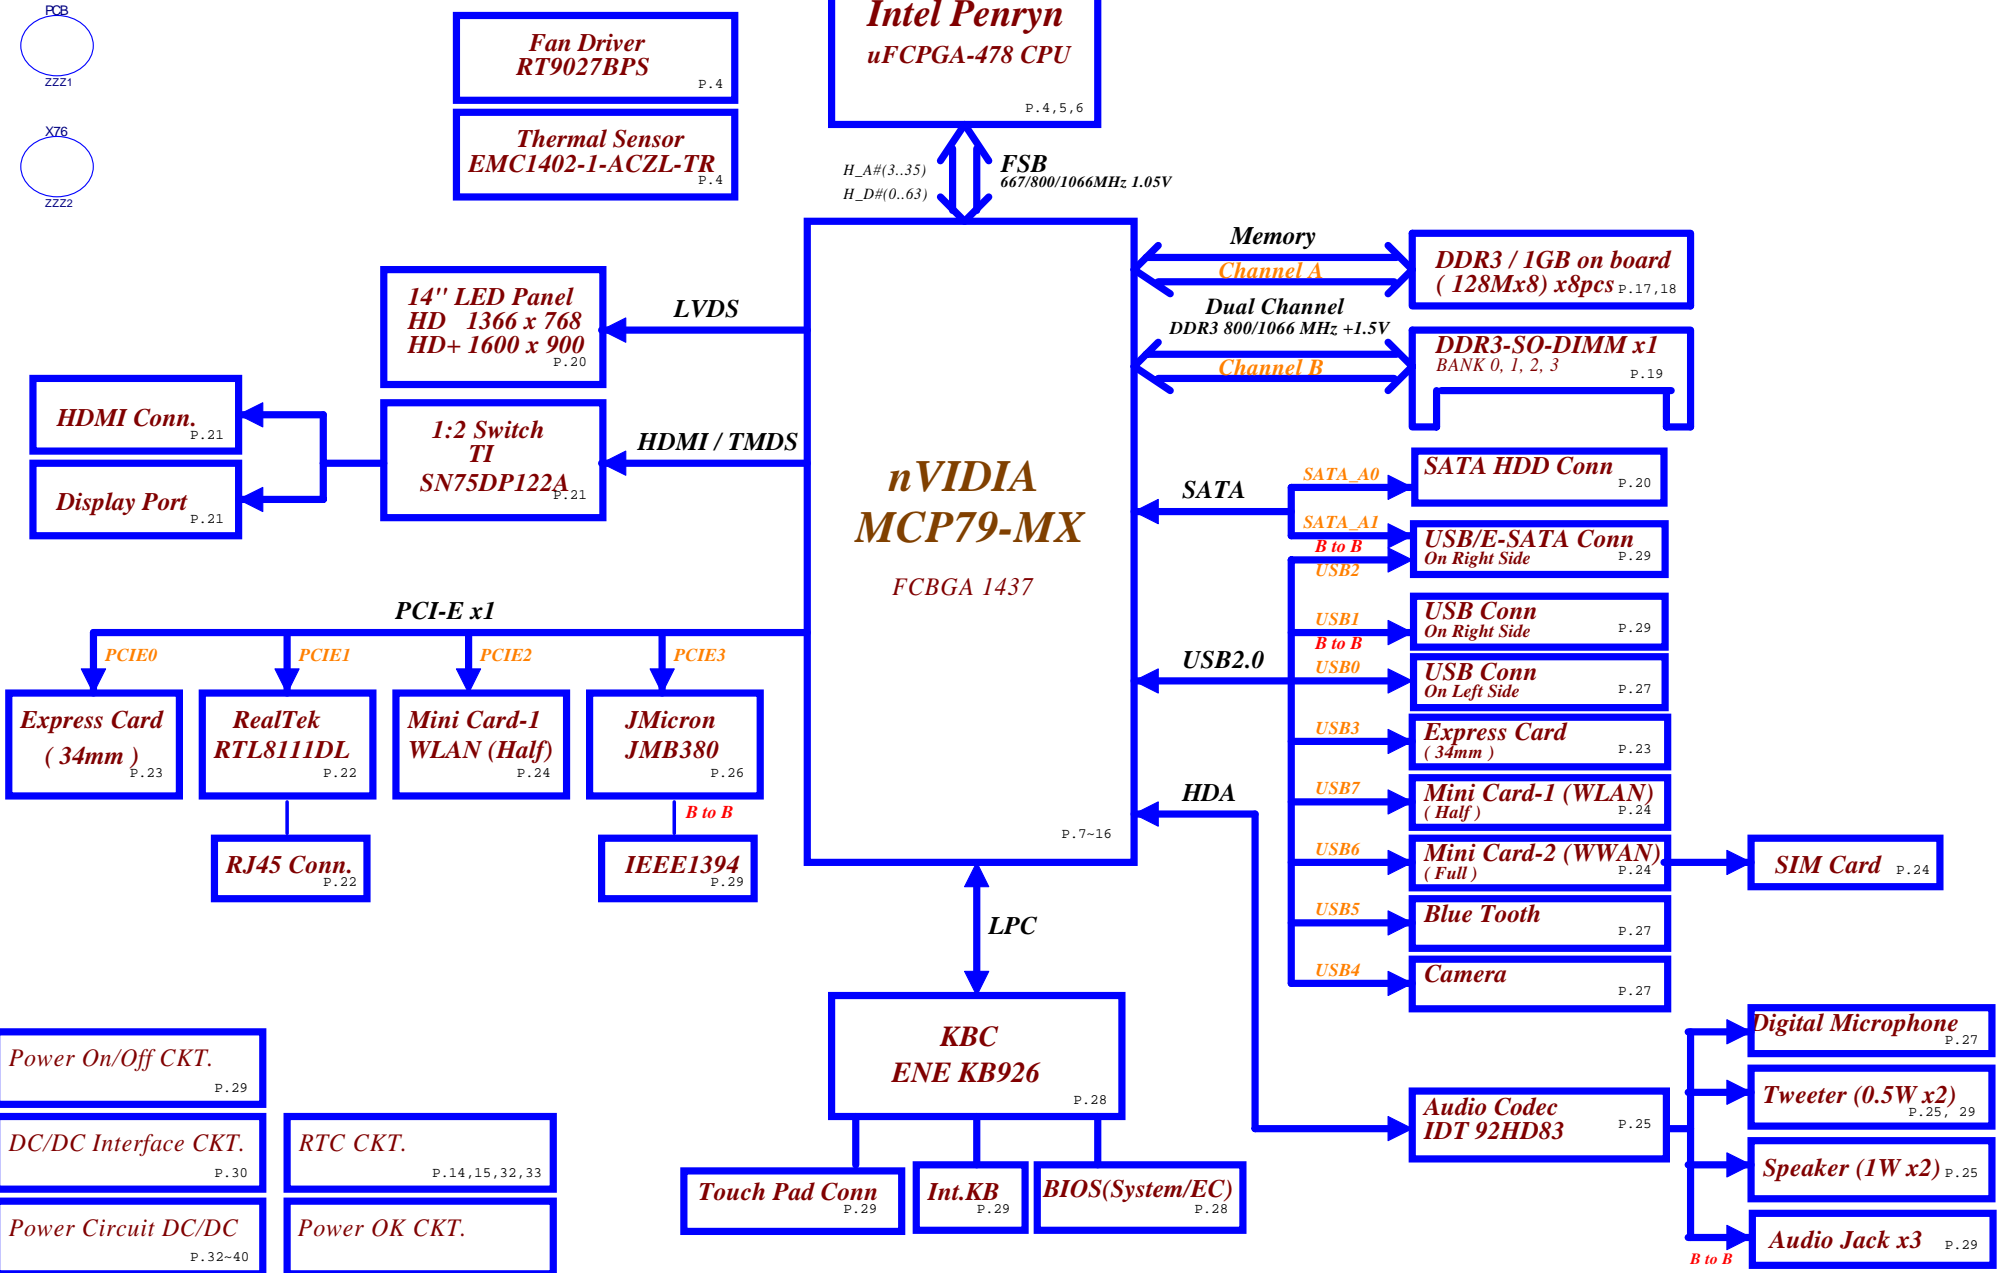 PCB
ZZZ1
X76
ZZZ2
Fan Driver
RT9027BPS
P.4
Thermal Sensor
EMC1402-1-ACZL-TR
P.4
Intel Penryn
uFCPGA-478 CPU
P.4,5,6
H_A#(3..35)
H_D#(0..63)
FSB
667/800/1066MHz 1.05V
nVIDIA
MCP79-MX
FCBGA 1437
P.7~16
Memory
Channel A
Dual Channel
DDR3 800/1066 MHz +1.5V
Channel B
DDR3 / 1GB on board
( 128Mx8) x8pcs P.17,18
DDR3-SO-DIMM x1
BANK 0, 1, 2, 3
P.19
14" LED Panel
HD 1366 x 768
HD+ 1600 x 900
P.20
LVDS
HDMI Conn.
P.21
Display Port
P.21
1:2 Switch
TI
SN75DP122A
P.21
HDMI / TMDS
SATA
SATA_A0
SATA HDD Conn
P.20
SATA_A1
B to B
USB2
USB/E-SATA Conn
On Right Side
P.29
USB1
B to B
USB Conn
On Right Side
P.29
USB2.0
USB0
USB Conn
On Left Side
P.27
USB3
Express Card
( 34mm )
P.23
USB7
Mini Card-1 (WLAN)
( Half )
P.24
USB6
Mini Card-2 (WWAN)
( Full )
P.24
SIM Card P.24
USB5
Blue Tooth
P.27
USB4
Camera
P.27
PCI-E x1
PCIE0
PCIE1
PCIE2
PCIE3
Express Card
( 34mm )
P.23
RealTek
RTL8111DL
P.22
Mini Card-1
WLAN (Half)
P.24
JMicron
JMB380
P.26
B to B
RJ45 Conn.
P.22
IEEE1394
P.29
HDA
LPC
KBC
ENE KB926
P.28
Touch Pad Conn
P.29
Int.KB
P.29
BIOS(System/EC)
P.28
Audio Codec
IDT 92HD83
P.25
Digital Microphone
P.27
Tweeter (0.5W x2)
P.25, 29
Speaker (1W x2) P.25
Audio Jack x3 P.29
B to B
Power On/Off CKT.
P.29
DC/DC Interface CKT.
P.30
RTC CKT.
P.14,15,32,33
Power Circuit DC/DC
P.32~40
Power OK CKT.